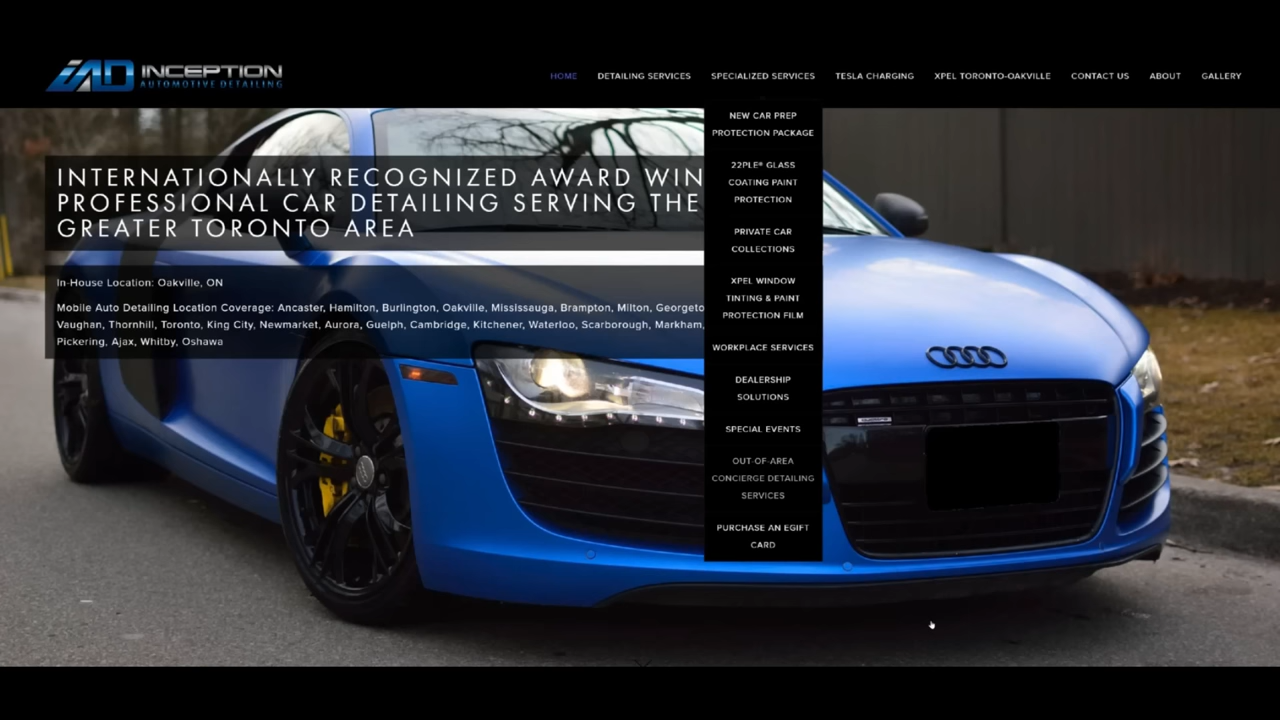 IAD INCEPTION
AUTOMOTIVE DETAILING
HOME DETAILING SERVICES SPECIALIZED SERVICES TESLA CHARGING XPEL TORONTO-OAKVILLE CONTACT US ABOUT GALLERY
INTERNATIONALLY RECOGNIZED AWARD WIN
PROFESSIONAL CAR DETAILING SERVING THE
GREATER TORONTO AREA
In-House Location: Oakville, ON
Mobile Auto Detailing Location Coverage: Ancaster, Hamilton, Burlington, Oakville, Mississauga, Brampton, Milton, Georgeto
Vaughan, Thornhill, Toronto, King City, Newmarket, Aurora, Guelph, Cambridge, Kitchener, Waterloo, Scarborough, Markham,
Pickering, Ajax, Whitby, Oshawa
NEW CAR PREP
PROTECTION PACKAGE
22PLE® GLASS
COATING PAINT
PROTECTION
PRIVATE CAR
COLLECTIONS
XPEL WINDOW
TINTING & PAINT
PROTECTION FILM
WORKPLACE SERVICES
DEALERSHIP
SOLUTIONS
SPECIAL EVENTS
OUT-OF-AREA
CONCIERGE DETAILING
SERVICES
PURCHASE AN EGIFT
CARD